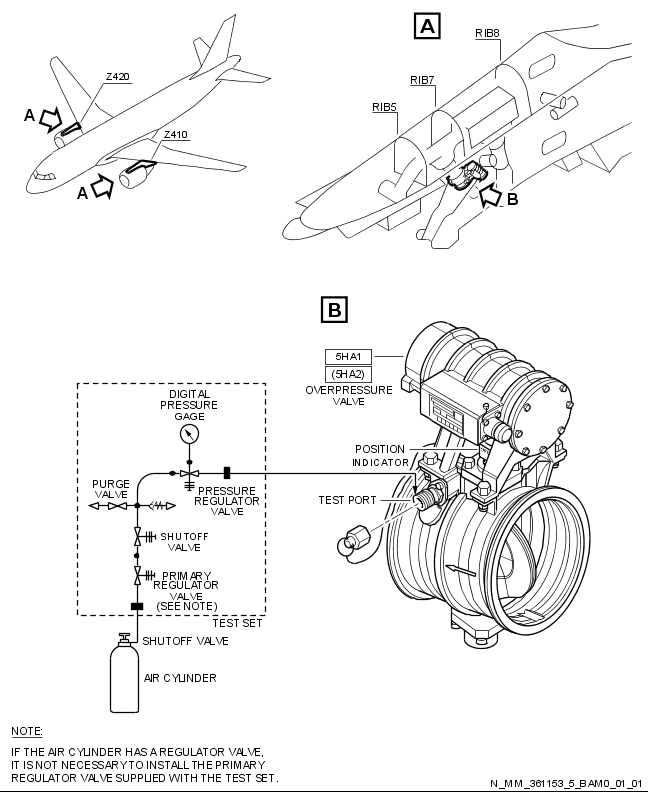 A
RIB8
RIB7
RIB5
Z420
A
Z410
A
B
B
5HA1
(5HA2)
OVERPRESSURE
VALVE
DIGITAL
PRESSURE
GAGE
POSITION
INDICATOR
PURGE
VALVE
PRESSURE
REGULATOR
VALVE
TEST PORT
SHUTOFF
VALVE
PRIMARY
REGULATOR
VALVE
(SEE NOTE)
TEST SET
SHUTOFF VALVE
AIR CYLINDER
NOTE:
IF THE AIR CYLINDER HAS A REGULATOR VALVE,
IT IS NOT NECESSARY TO INSTALL THE PRIMARY
REGULATOR VALVE SUPPLIED WITH THE TEST SET.
N_MM_361153_5_BAM0_01_01